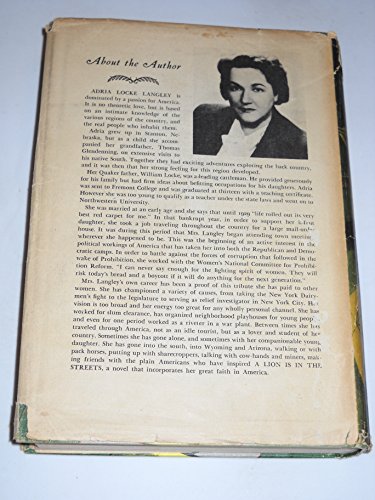 About the Author
ADRIA LOCKE LANGLEY is
dominated by a passion for America.
It is no theoretic love, but is based
on an intimate knowledge of the
various regions of the country, and
the real people who inhabit them.
Adria grew up in Stanton, Ne-
braska, but as a child she accom-
panied her grandfather, Thomas
Glendenning, on extensive visits to
his native South. Together they had exciting adventures exploring the back country,
and it was then that her strong feeling for this region developed.
Her Quaker father, William Locke, was a leading cattleman. He provided generously
for his family but had firm ideas about befitting occupations for his daughters. Adria
was sent to Fremont College and was graduated at thirteen with a teaching certificate.
However she was too young to qualify as a teacher under the state laws and went on to
Northwestern University.
She was married at an early age and she says that until 1929 "life rolled out its very
best red carpet for me." In that bankrupt year, in order to support her
daughter, she took a job traveling throughout the country for a large mail-
It was during this period that Mrs. Langley began attending town meeting
wherever she happened to be. This was the beginning of an active interest in the
political workings of America that has taken her into both the Republican and Demo-
cratic camps. In order to battle against the forces of corruption that followed in the
wake of Prohibition, she worked with the Women's National Committee for Prohibi-
tion Reform. "I can never say enough for the fighting spirit of women. They will
risk today's bread and a boycott if it will do anything for the next generation."
Mrs. Langley's own career has been a proof of this tribute she has paid to other
women. She has championed a variety of causes, from taking the New York Dairy-
men's fight to the legislature to serving as relief investigator in New York City. Her
vision is too broad and her energy too great for any wholly personal channel. She has
worked for slum clearance, has organized neighborhood playhouses for young people,
and even for one period worked as a riveter in a war plant. Between times she has
traveled through America, not as an idle tourist, but as a lover and student of her
country. Sometimes she has gone alone, and sometimes with her companionable young
daughter. She has gone into the south, into Wyoming and Arizona, walking or with
pack horses, putting up with sharecroppers, talking with cow-hands and miners, mak-
ing friends with the plain Americans who have inspired A LION IS IN THE
STREETS, a novel that incorporates her great faith in America.